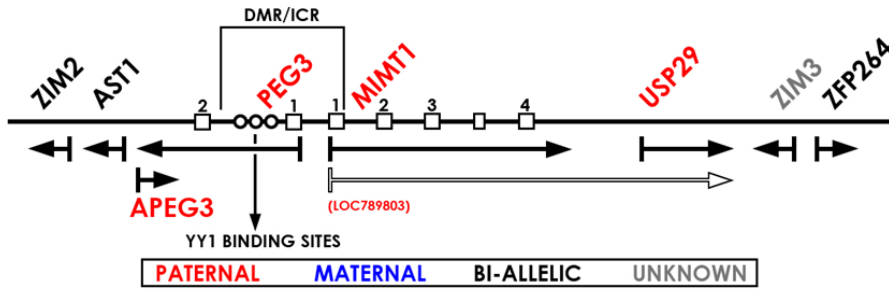 DMR/ICR
ZIM2 AST1 PEG3 MIMT1 USP29 ZIM3 ZFP264
2 1 1 2 3 4
APEG3 (LOC789803)
YY1 BINDING SITES
PATERNAL MATERNAL BI-ALLELIC UNKNOWN